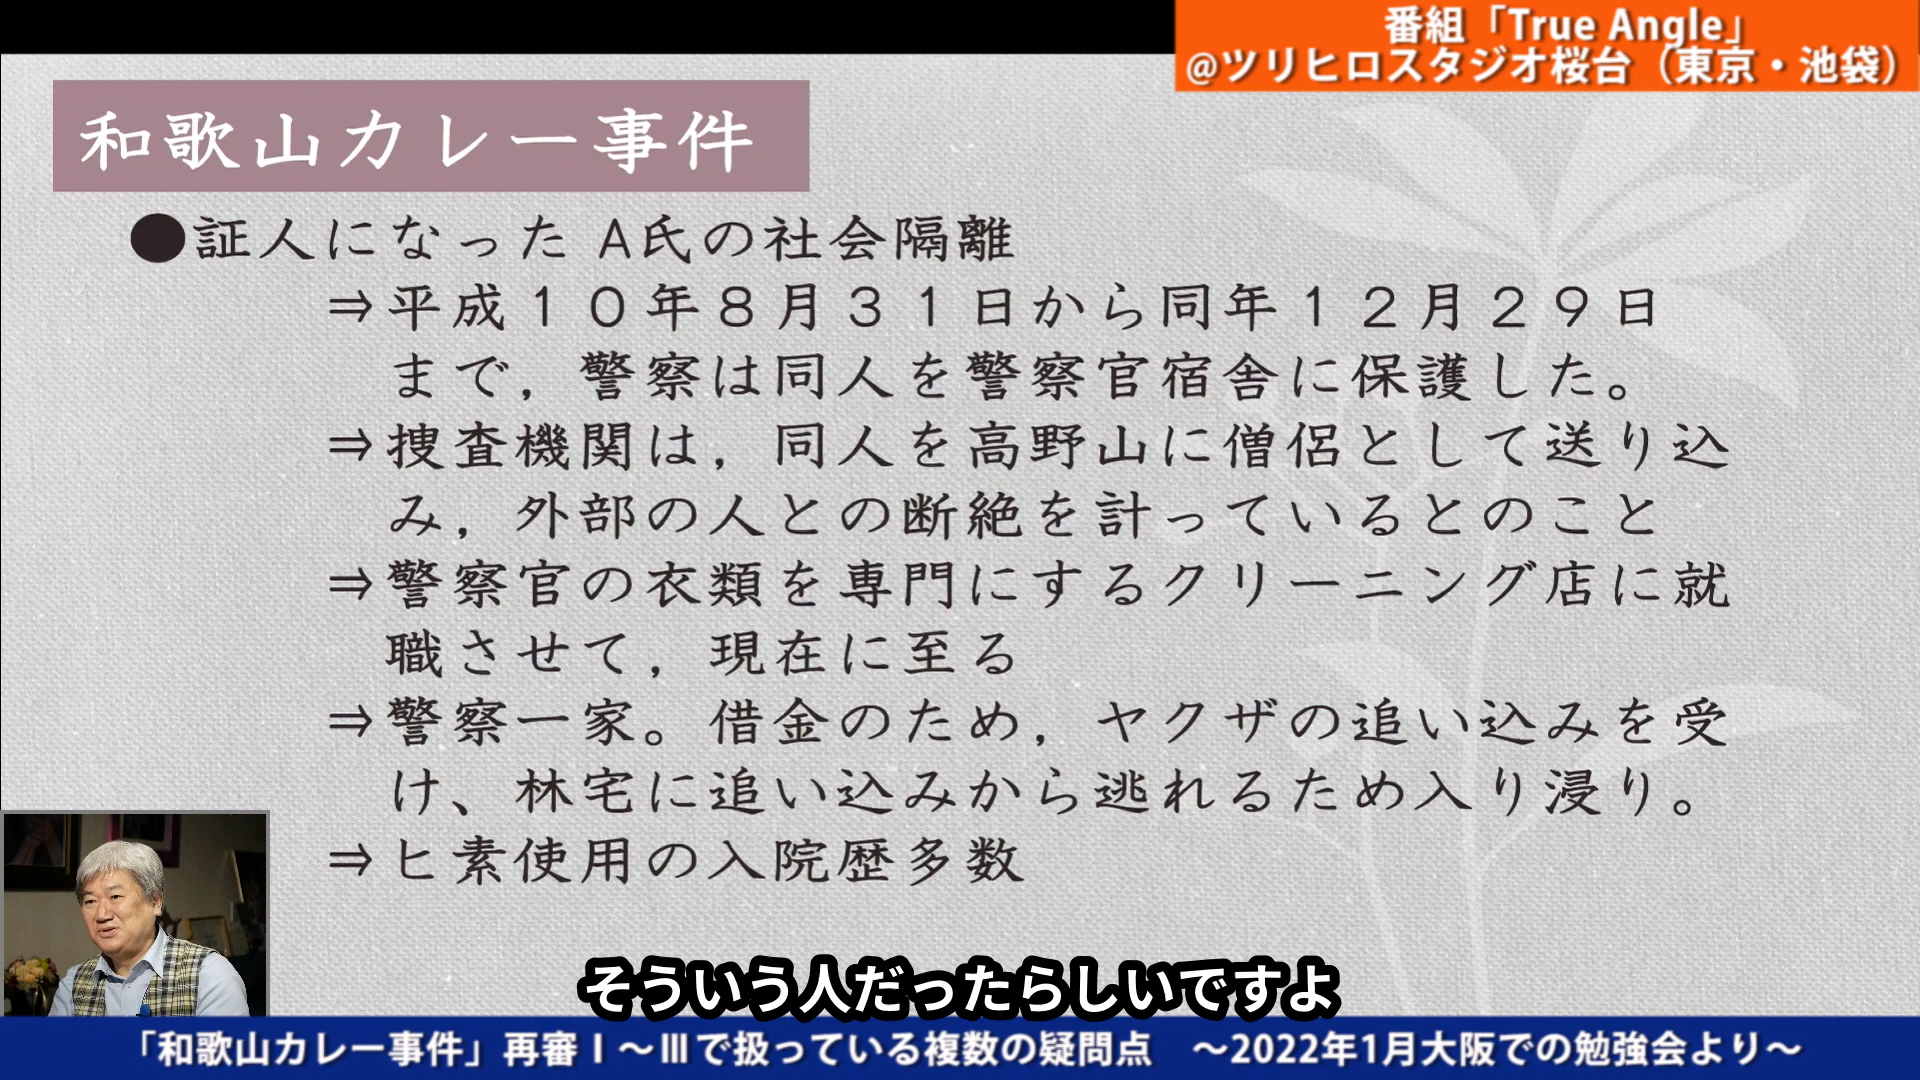 番組「True Angle」
@ツリヒロスタジオ桜台（東京・池袋）
和歌山カレー事件
●証人になった A氏の社会隔離
⇒平成１０年８月３１日から同年１２月２９日
まで，警察は同人を警察官宿舎に保護した。
⇒捜査機関は，同人を高野山に僧侶として送り込
み，外部の人との断絶を計っているとのこと
⇒警察官の衣類を専門にするクリーニング店に就
職させて，現在に至る
⇒警察一家。借金のため，ヤクザの追い込みを受
け、林宅に追い込みから逃れるため入り浸り。
⇒ヒ素使用の入院歴多数
そういう人だったらしいですよ
「和歌山カレー事件」再審Ⅰ～Ⅲで扱っている複数の疑問点　～2022年1月大阪での勉強会より～